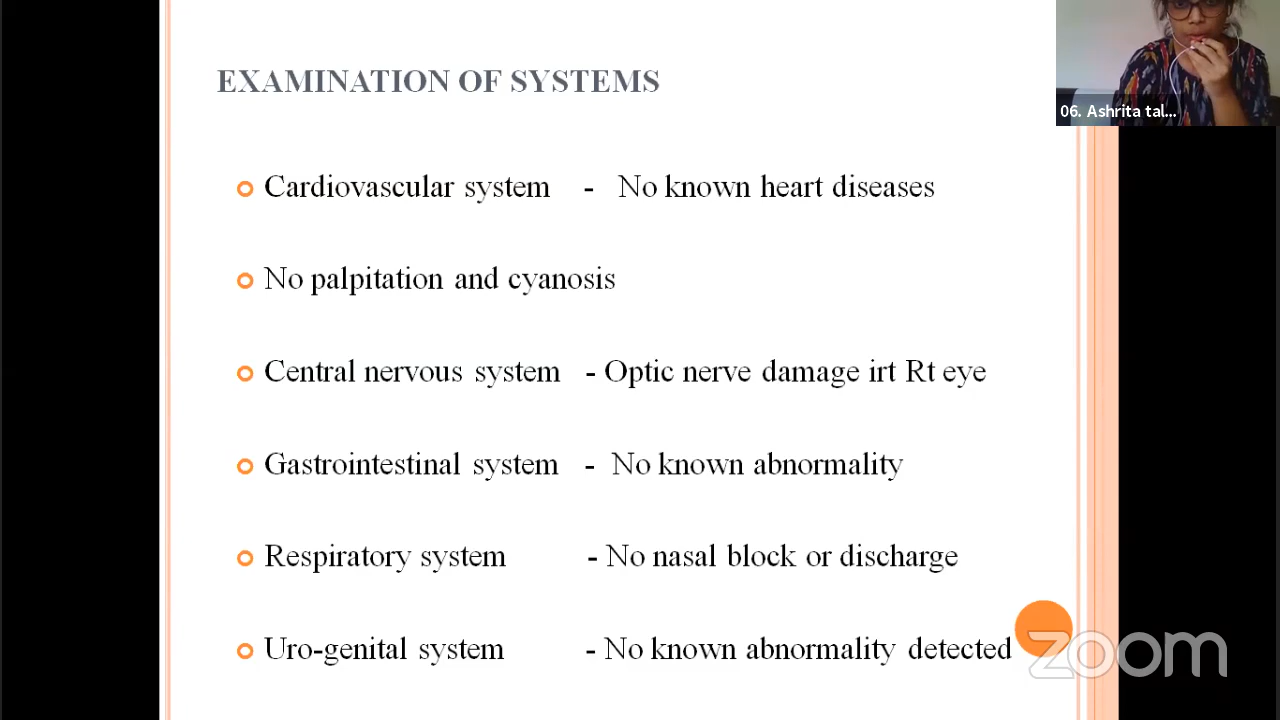 EXAMINATION OF SYSTEMS
06. Ashrita tal...
Cardiovascular system - No known heart diseases
No palpitation and cyanosis
Central nervous system - Optic nerve damage irt Rt eye
Gastrointestinal system - No known abnormality
Respiratory system - No nasal block or discharge
Uro-genital system - No known abnormality detected
zoom